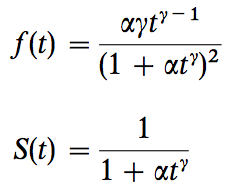 f(t) = αγt^{γ − 1} / (1 + αt^γ)²
S(t) = 1 / (1 + αt^γ)